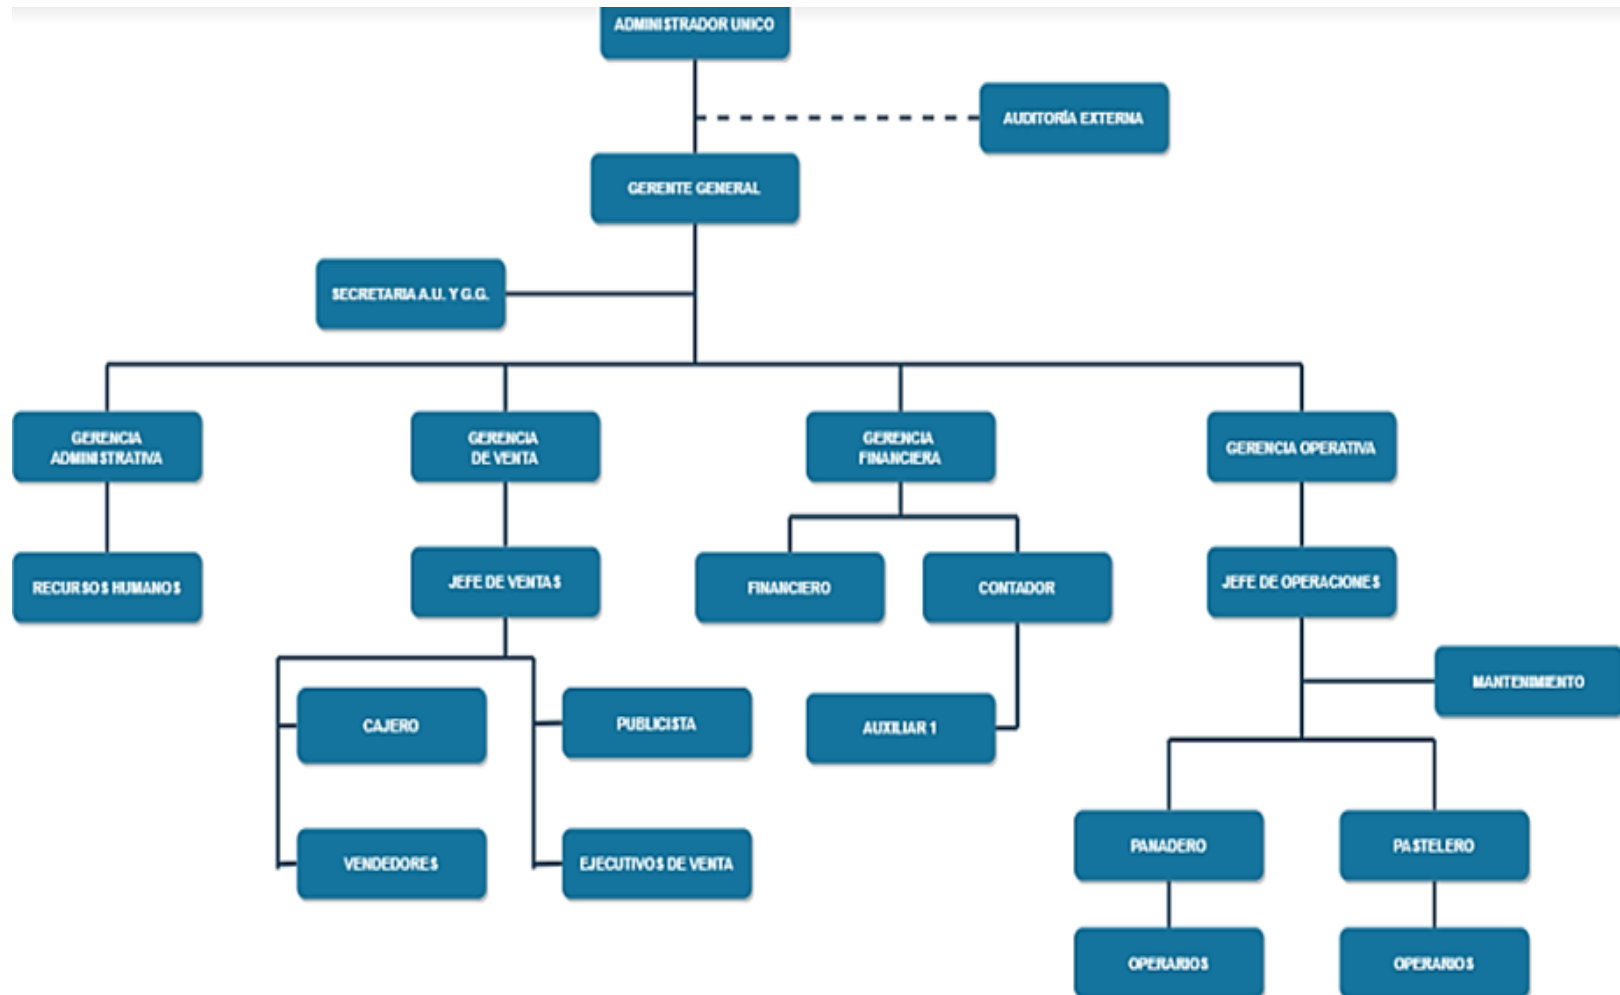 ADMINISTRADOR UNICO
AUDITORÍA EXTERNA
GERENTE GENERAL
SECRETARIA A.U. Y G.G.
GERENCIA
ADMINISTRATIVA
GERENCIA
DE VENTA
GERENCIA
FINANCIERA
GERENCIA OPERATIVA
RECURSOS HUMANOS
JEFE DE VENTAS
FINANCIERO
CONTADOR
JEFE DE OPERACIONES
MANTENIMIENTO
CAJERO
PUBLICISTA
AUXILIAR 1
VENDEDORES
EJECUTIVOS DE VENTA
PANADERO
PASTELERO
OPERARIOS
OPERARIOS